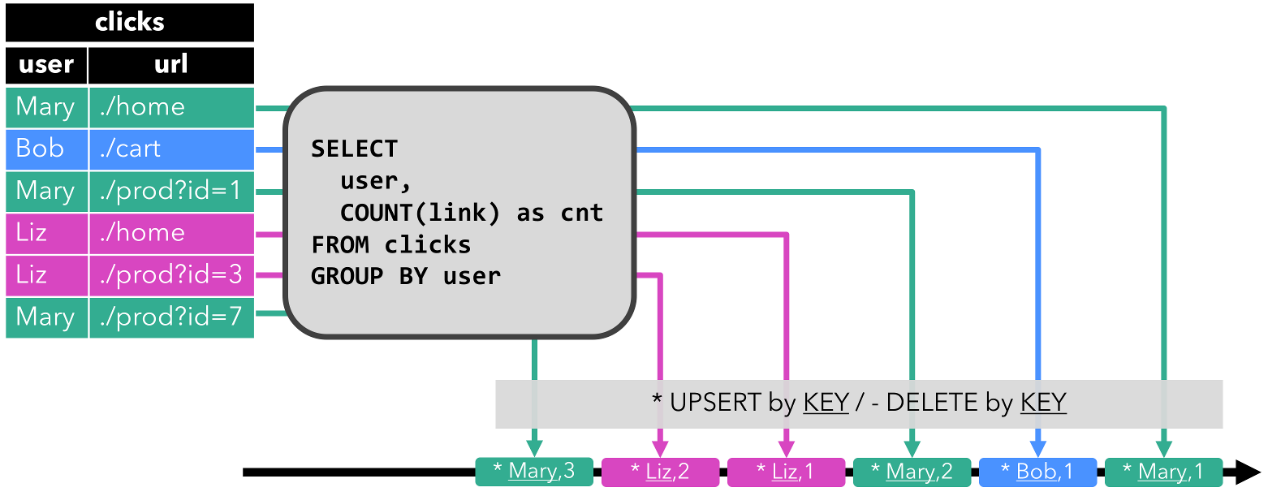 clicks
user url
Mary ./home
Bob ./cart
Mary ./prod?id=1
Liz ./home
Liz ./prod?id=3
Mary ./prod?id=7
SELECT
user,
COUNT(link) as cnt
FROM clicks
GROUP BY user
* UPSERT by KEY / - DELETE by KEY
* Mary,3 * Liz,2 * Liz,1 * Mary,2 * Bob,1 * Mary,1